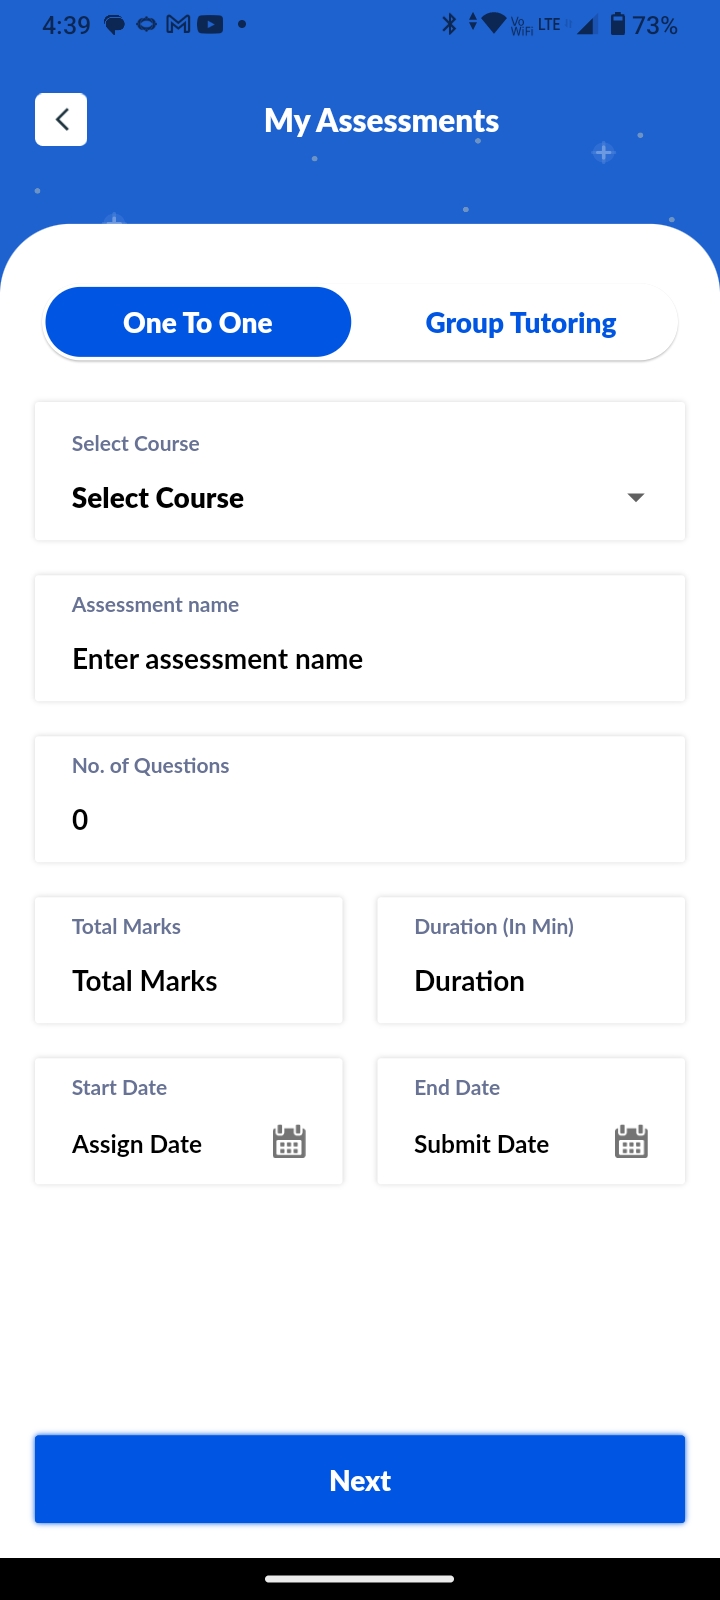 4:39 Vo WiFi LTE 73%
My Assessments
One To One Group Tutoring
Select Course
Select Course
Assessment name
Enter assessment name
No. of Questions
0
Total Marks Duration (In Min)
Total Marks Duration
Start Date End Date
Assign Date Submit Date
Next